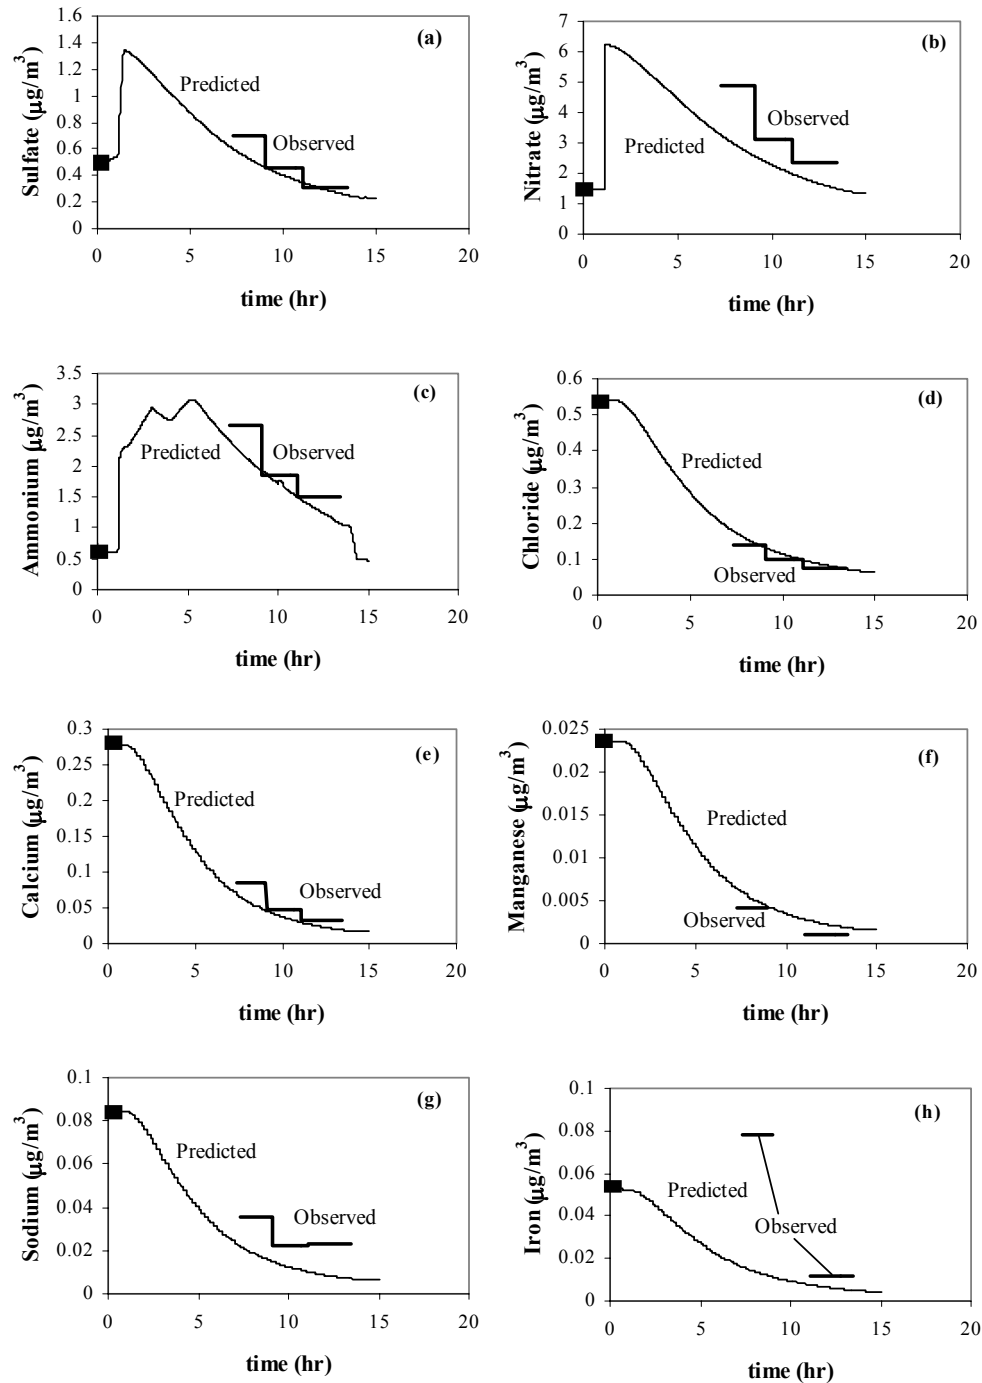 (a)
Sulfate (μg/m3)
1.6
1.4
1.2
1
0.8
0.6
0.4
0.2
0
Predicted
Observed
0 5 10 15 20
time (hr)
(b)
Nitrate (μg/m3)
7
6
5
4
3
2
1
0
Observed
Predicted
0 5 10 15 20
time (hr)
(c)
Ammonium μg/m3)
3.5
3
2.5
2
1.5
1
0.5
0
Predicted
Observed
0 5 10 15 20
time (hr)
(d)
Chloride (μg/m3)
0.6
0.5
0.4
0.3
0.2
0.1
0
Predicted
Observed
0 5 10 15 20
time (hr)
(e)
Calcium (μg/m3)
0.3
0.25
0.2
0.15
0.1
0.05
0
Predicted
Observed
0 5 10 15 20
time (hr)
(f)
Manganese (μg/m3)
0.025
0.02
0.015
0.01
0.005
0
Predicted
Observed
0 5 10 15 20
time (hr)
(g)
Sodium (μg/m3)
0.1
0.08
0.06
0.04
0.02
0
Predicted
Observed
0 5 10 15 20
time (hr)
(h)
Iron (μg/m3)
0.1
0.08
0.06
0.04
0.02
0
Predicted
Observed
0 5 10 15 20
time (hr)